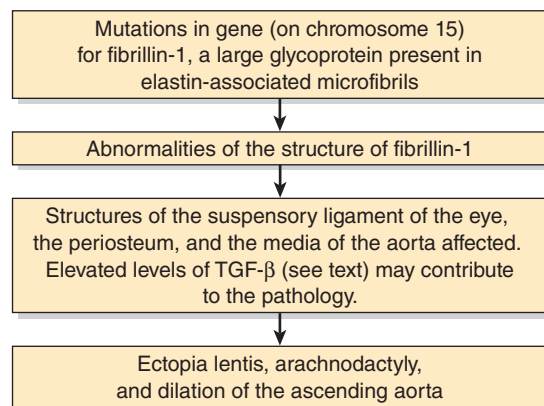 Mutations in gene (on chromosome 15)
for fibrillin-1, a large glycoprotein present in
elastin-associated microfibrils
Abnormalities of the structure of fibrillin-1
Structures of the suspensory ligament of the eye,
the periosteum, and the media of the aorta affected.
Elevated levels of TGF-β (see text) may contribute
to the pathology.
Ectopia lentis, arachnodactyly,
and dilation of the ascending aorta